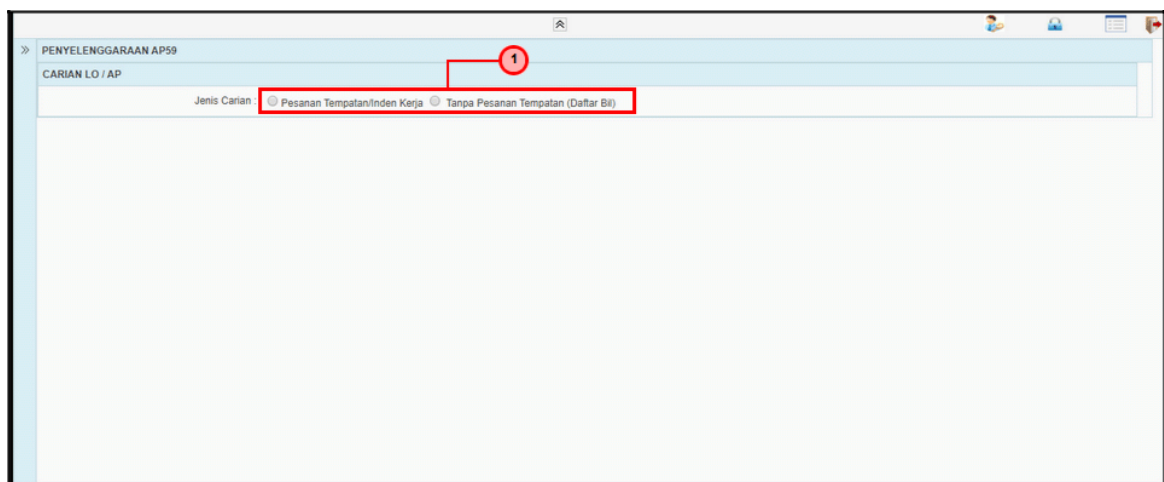 1
PENYELENGGARAAN AP59
CARIAN LO / AP
Jenis Carian : Pesanan Tempatan/Inden Kerja Tanpa Pesanan Tempatan (Daftar Bil)